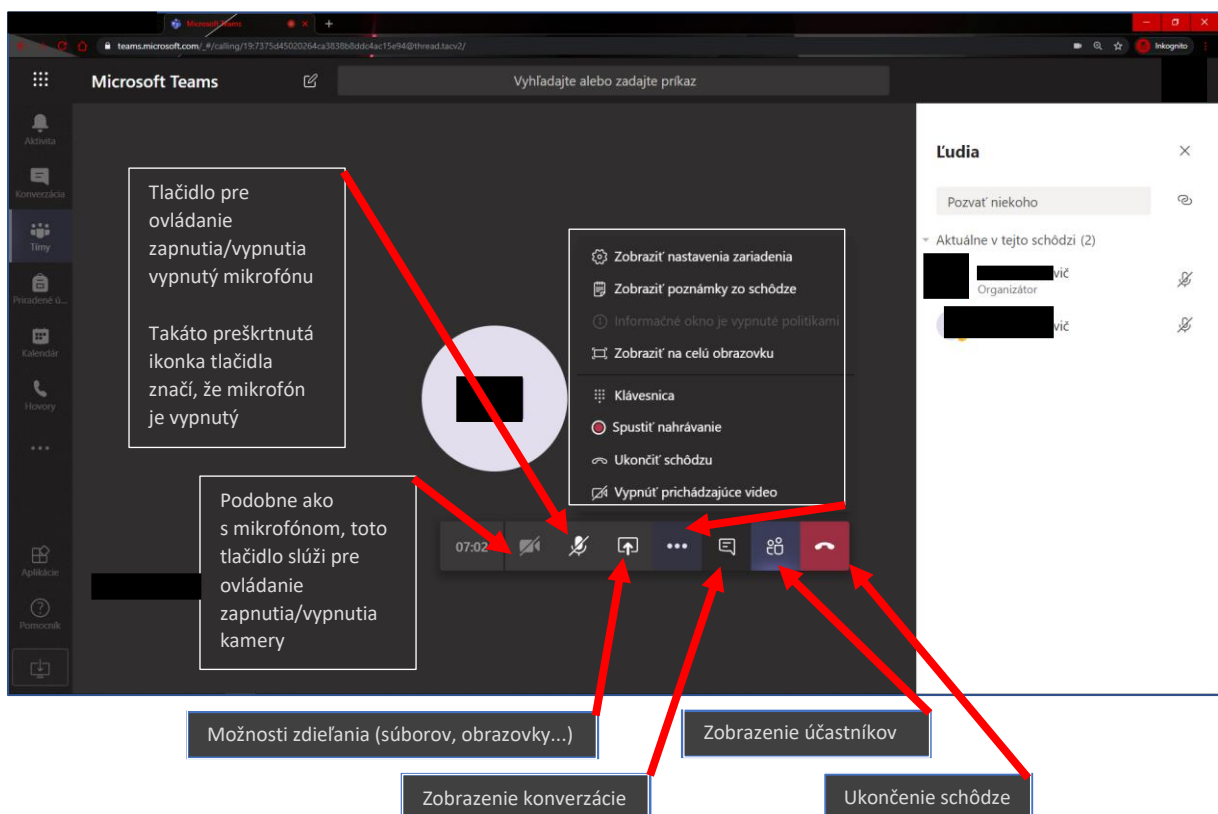 Microsoft Teams
teams.microsoft.com/_#/calling/19:7375d45020264ca3838b8ddc4ac15e94@thread.tacv2/
Inkognito
Microsoft Teams
Vyhľadajte alebo zadajte príkaz
Aktivita
Konverzácia
Tímy
Priradené ú...
Kalendár
Hovory
Aplikácie
Pomocník
Tlačidlo pre
ovládanie
zapnutia/vypnutia
vypnutý mikrofónu
Takáto preškrtnutá
ikonka tlačidla
značí, že mikrofón
je vypnutý
Podobne ako
s mikrofónom, toto
tlačidlo slúži pre
ovládanie
zapnutia/vypnutia
kamery
Zobraziť nastavenia zariadenia
Zobraziť poznámky zo schôdze
Informačné okno je vypnuté politikami
Zobraziť na celú obrazovku
Klávesnica
Spustiť nahrávanie
Ukončiť schôdzu
Vypnúť prichádzajúce video
07:02
Ľudia
Pozvať niekoho
Aktuálne v tejto schôdzi (2)
vič
Organizátor
vič
Možnosti zdieľania (súborov, obrazovky...)
Zobrazenie účastníkov
Zobrazenie konverzácie
Ukončenie schôdze